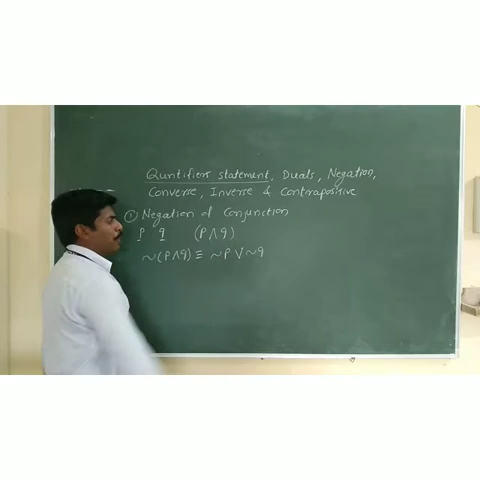 Quntifiers statement, Duals, Negation,
Converse, Inverse & Contrapositive
① Negation of Conjunction
p q (p∧q)
~(p∧q) ≡ ~p ∨ ~q